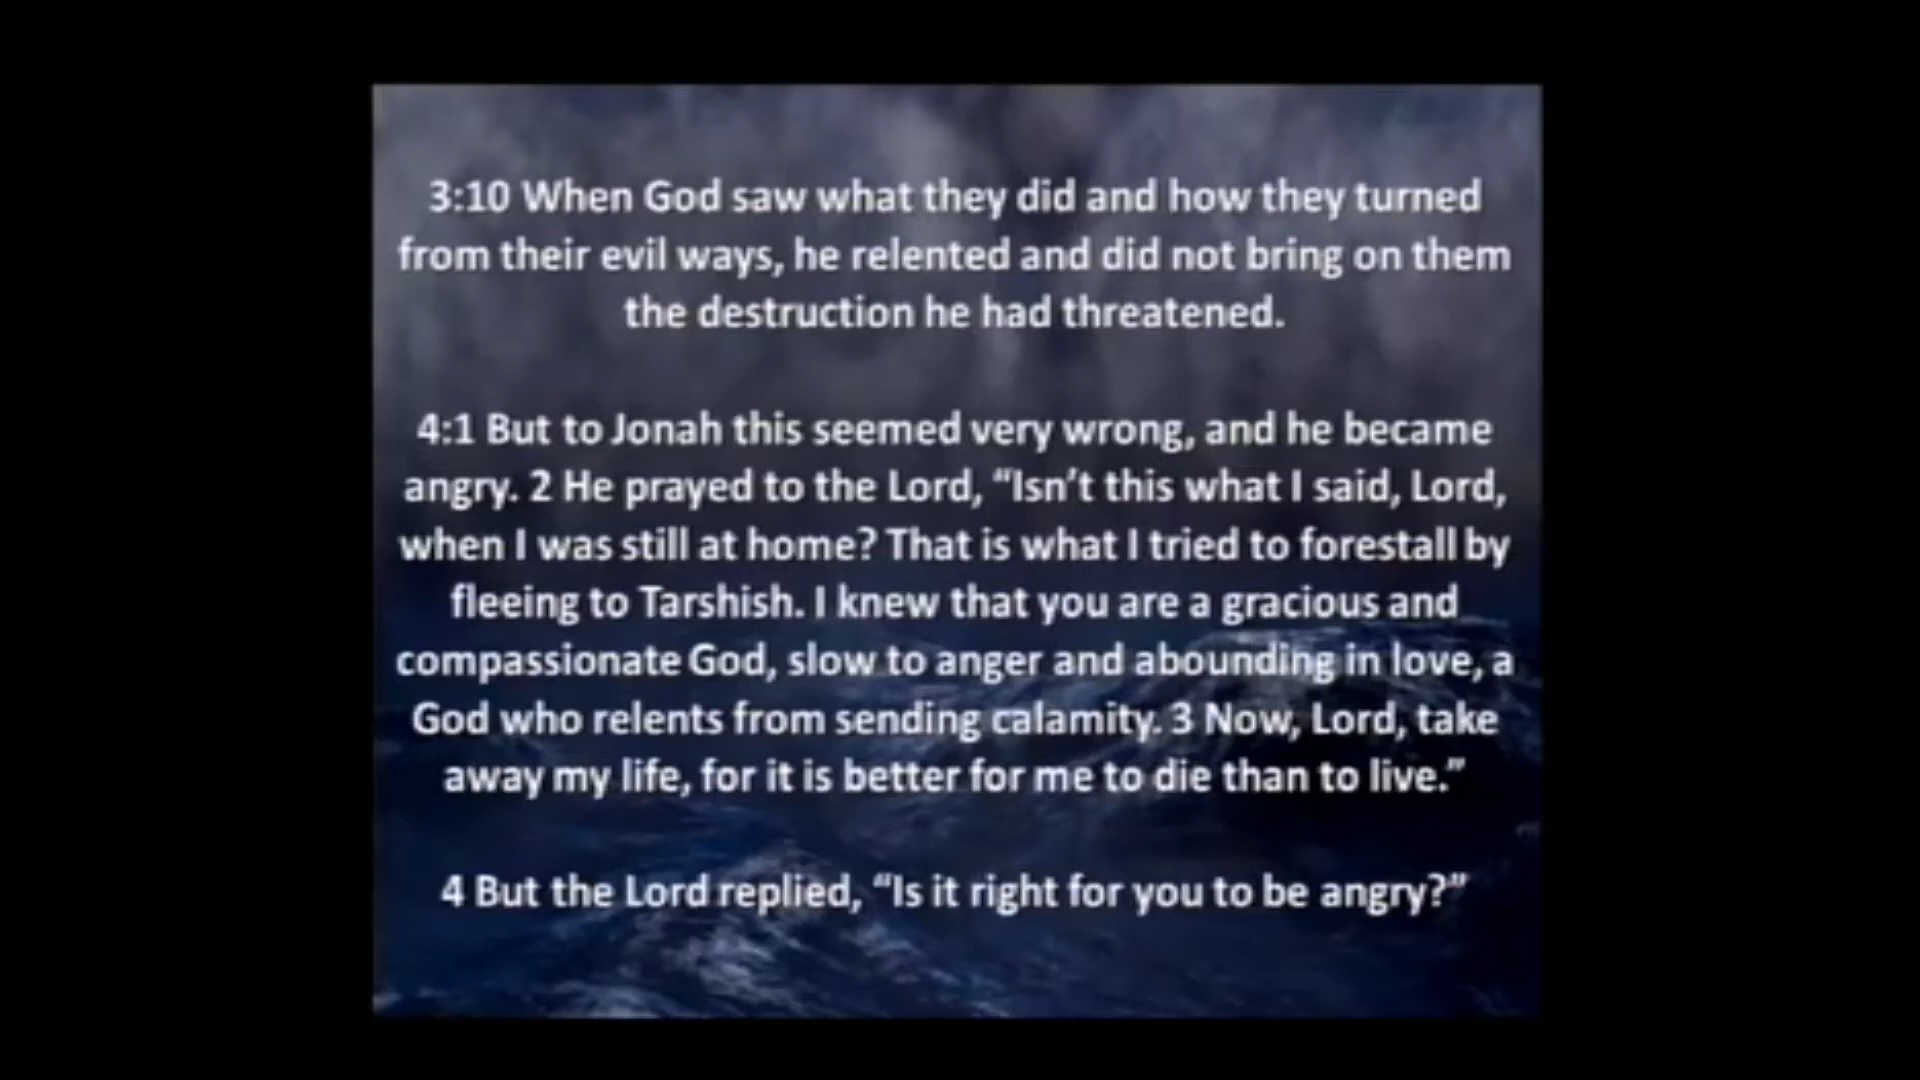 3:10 When God saw what they did and how they turned
from their evil ways, he relented and did not bring on them
the destruction he had threatened.
4:1 But to Jonah this seemed very wrong, and he became
angry. 2 He prayed to the Lord, “Isn’t this what I said, Lord,
when I was still at home? That is what I tried to forestall by
fleeing to Tarshish. I knew that you are a gracious and
compassionate God, slow to anger and abounding in love, a
God who relents from sending calamity. 3 Now, Lord, take
away my life, for it is better for me to die than to live.”
4 But the Lord replied, “Is it right for you to be angry?”